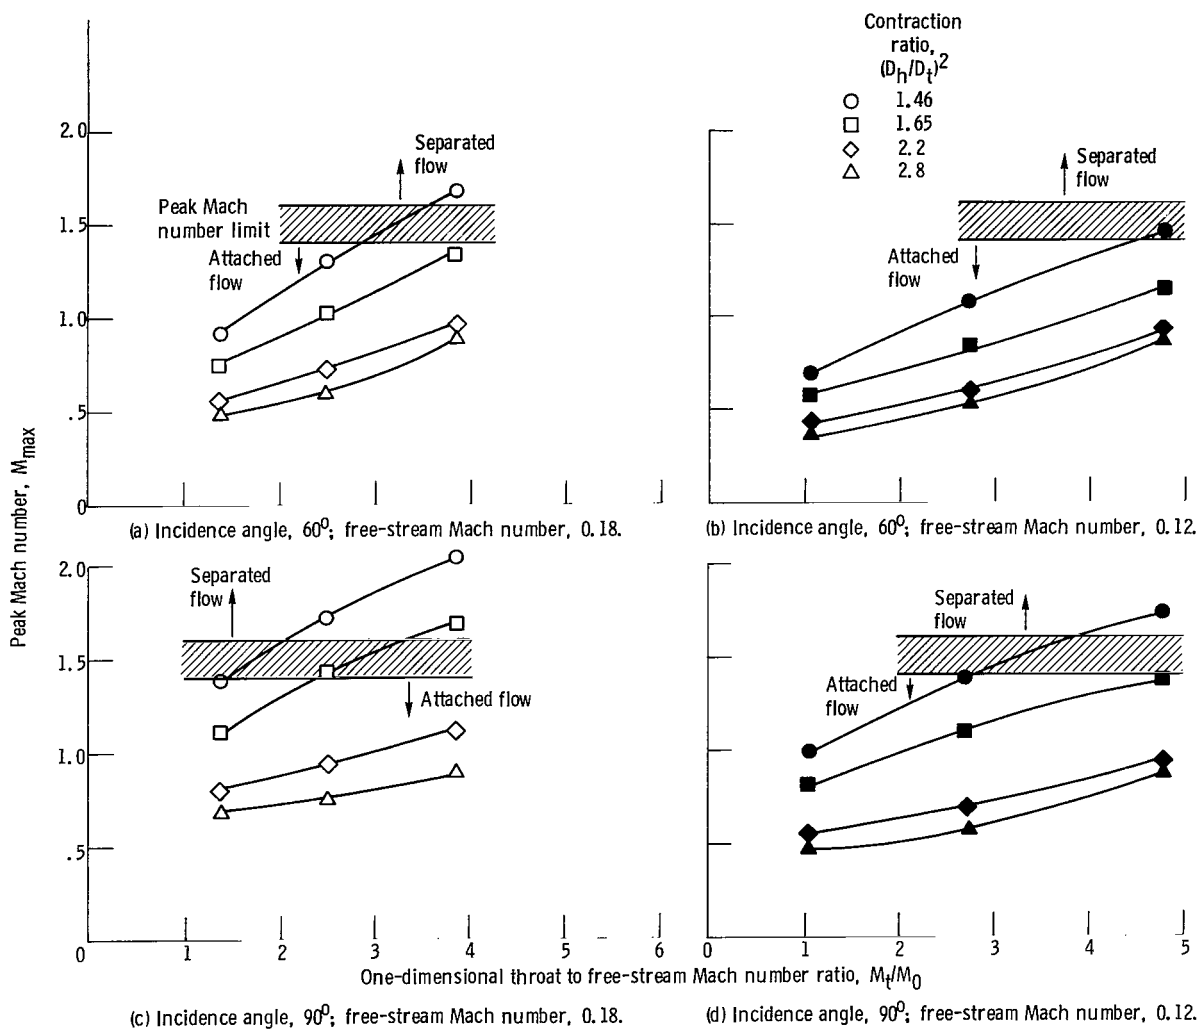 Contraction
ratio,
(D_h/D_t)^2
1.46
1.65
2.2
2.8
Peak Mach number, M_max
2.0
1.5
1.0
.5
0
Separated
flow
Peak Mach
number limit
Attached
flow
(a) Incidence angle, 60°; free-stream Mach number, 0.18.
Separated
flow
Attached
flow
(b) Incidence angle, 60°; free-stream Mach number, 0.12.
2.0
1.5
1.0
.5
0 1 2 3 4 5 6
Separated
flow
Attached flow
(c) Incidence angle, 90°; free-stream Mach number, 0.18.
Separated
flow
Attached
flow
0 1 2 3 4 5
One-dimensional throat to free-stream Mach number ratio, M_t/M_0
(d) Incidence angle, 90°; free-stream Mach number, 0.12.